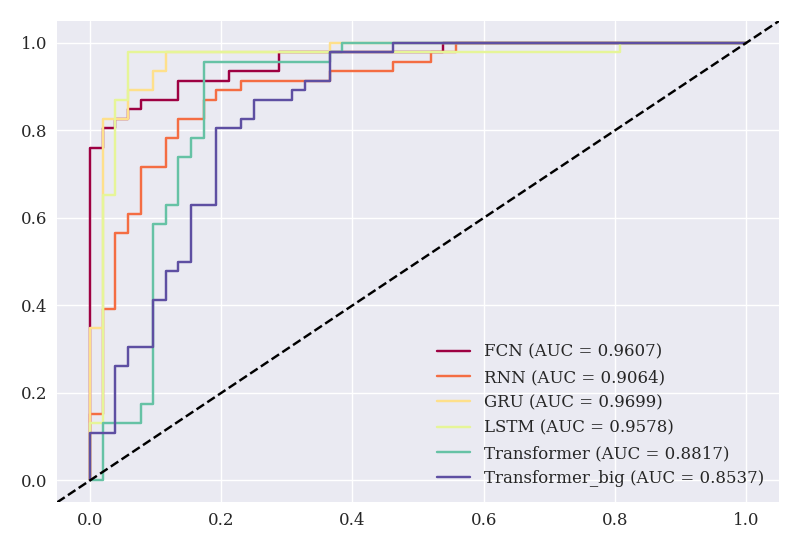 1.0
0.8
0.6
0.4
0.2
0.0
FCN (AUC = 0.9607)
RNN (AUC = 0.9064)
GRU (AUC = 0.9699)
LSTM (AUC = 0.9578)
Transformer (AUC = 0.8817)
Transformer_big (AUC = 0.8537)
0.0 0.2 0.4 0.6 0.8 1.0